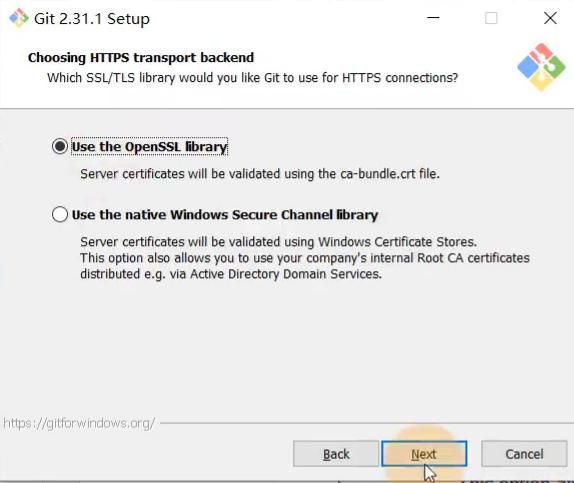 Git 2.31.1 Setup
Choosing HTTPS transport backend
Which SSL/TLS library would you like Git to use for HTTPS connections?
Use the OpenSSL library
Server certificates will be validated using the ca-bundle.crt file.
Use the native Windows Secure Channel library
Server certificates will be validated using Windows Certificate Stores.
This option also allows you to use your company's internal Root CA certificates
distributed e.g. via Active Directory Domain Services.
https://gitforwindows.org/
Back
Next
Cancel